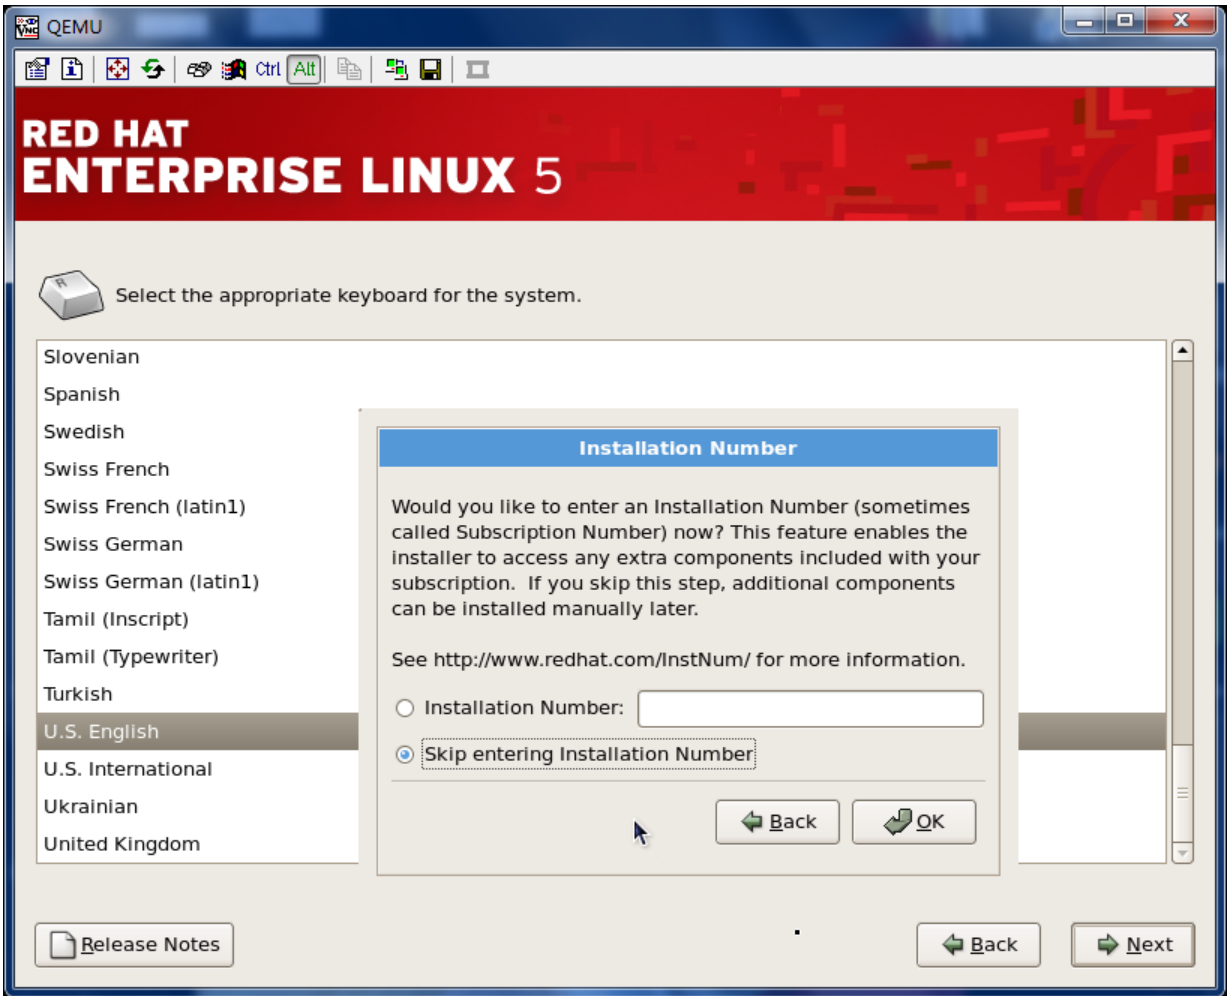 QEMU
Ctrl Alt
RED HAT
ENTERPRISE LINUX 5
Select the appropriate keyboard for the system.
Slovenian
Spanish
Swedish
Swiss French
Swiss French (latin1)
Swiss German
Swiss German (latin1)
Tamil (Inscript)
Tamil (Typewriter)
Turkish
U.S. English
U.S. International
Ukrainian
United Kingdom
Installation Number
Would you like to enter an Installation Number (sometimes
called Subscription Number) now? This feature enables the
installer to access any extra components included with your
subscription.  If you skip this step, additional components
can be installed manually later.
See http://www.redhat.com/InstNum/ for more information.
Installation Number:
Skip entering Installation Number
Back OK
Release Notes Back Next